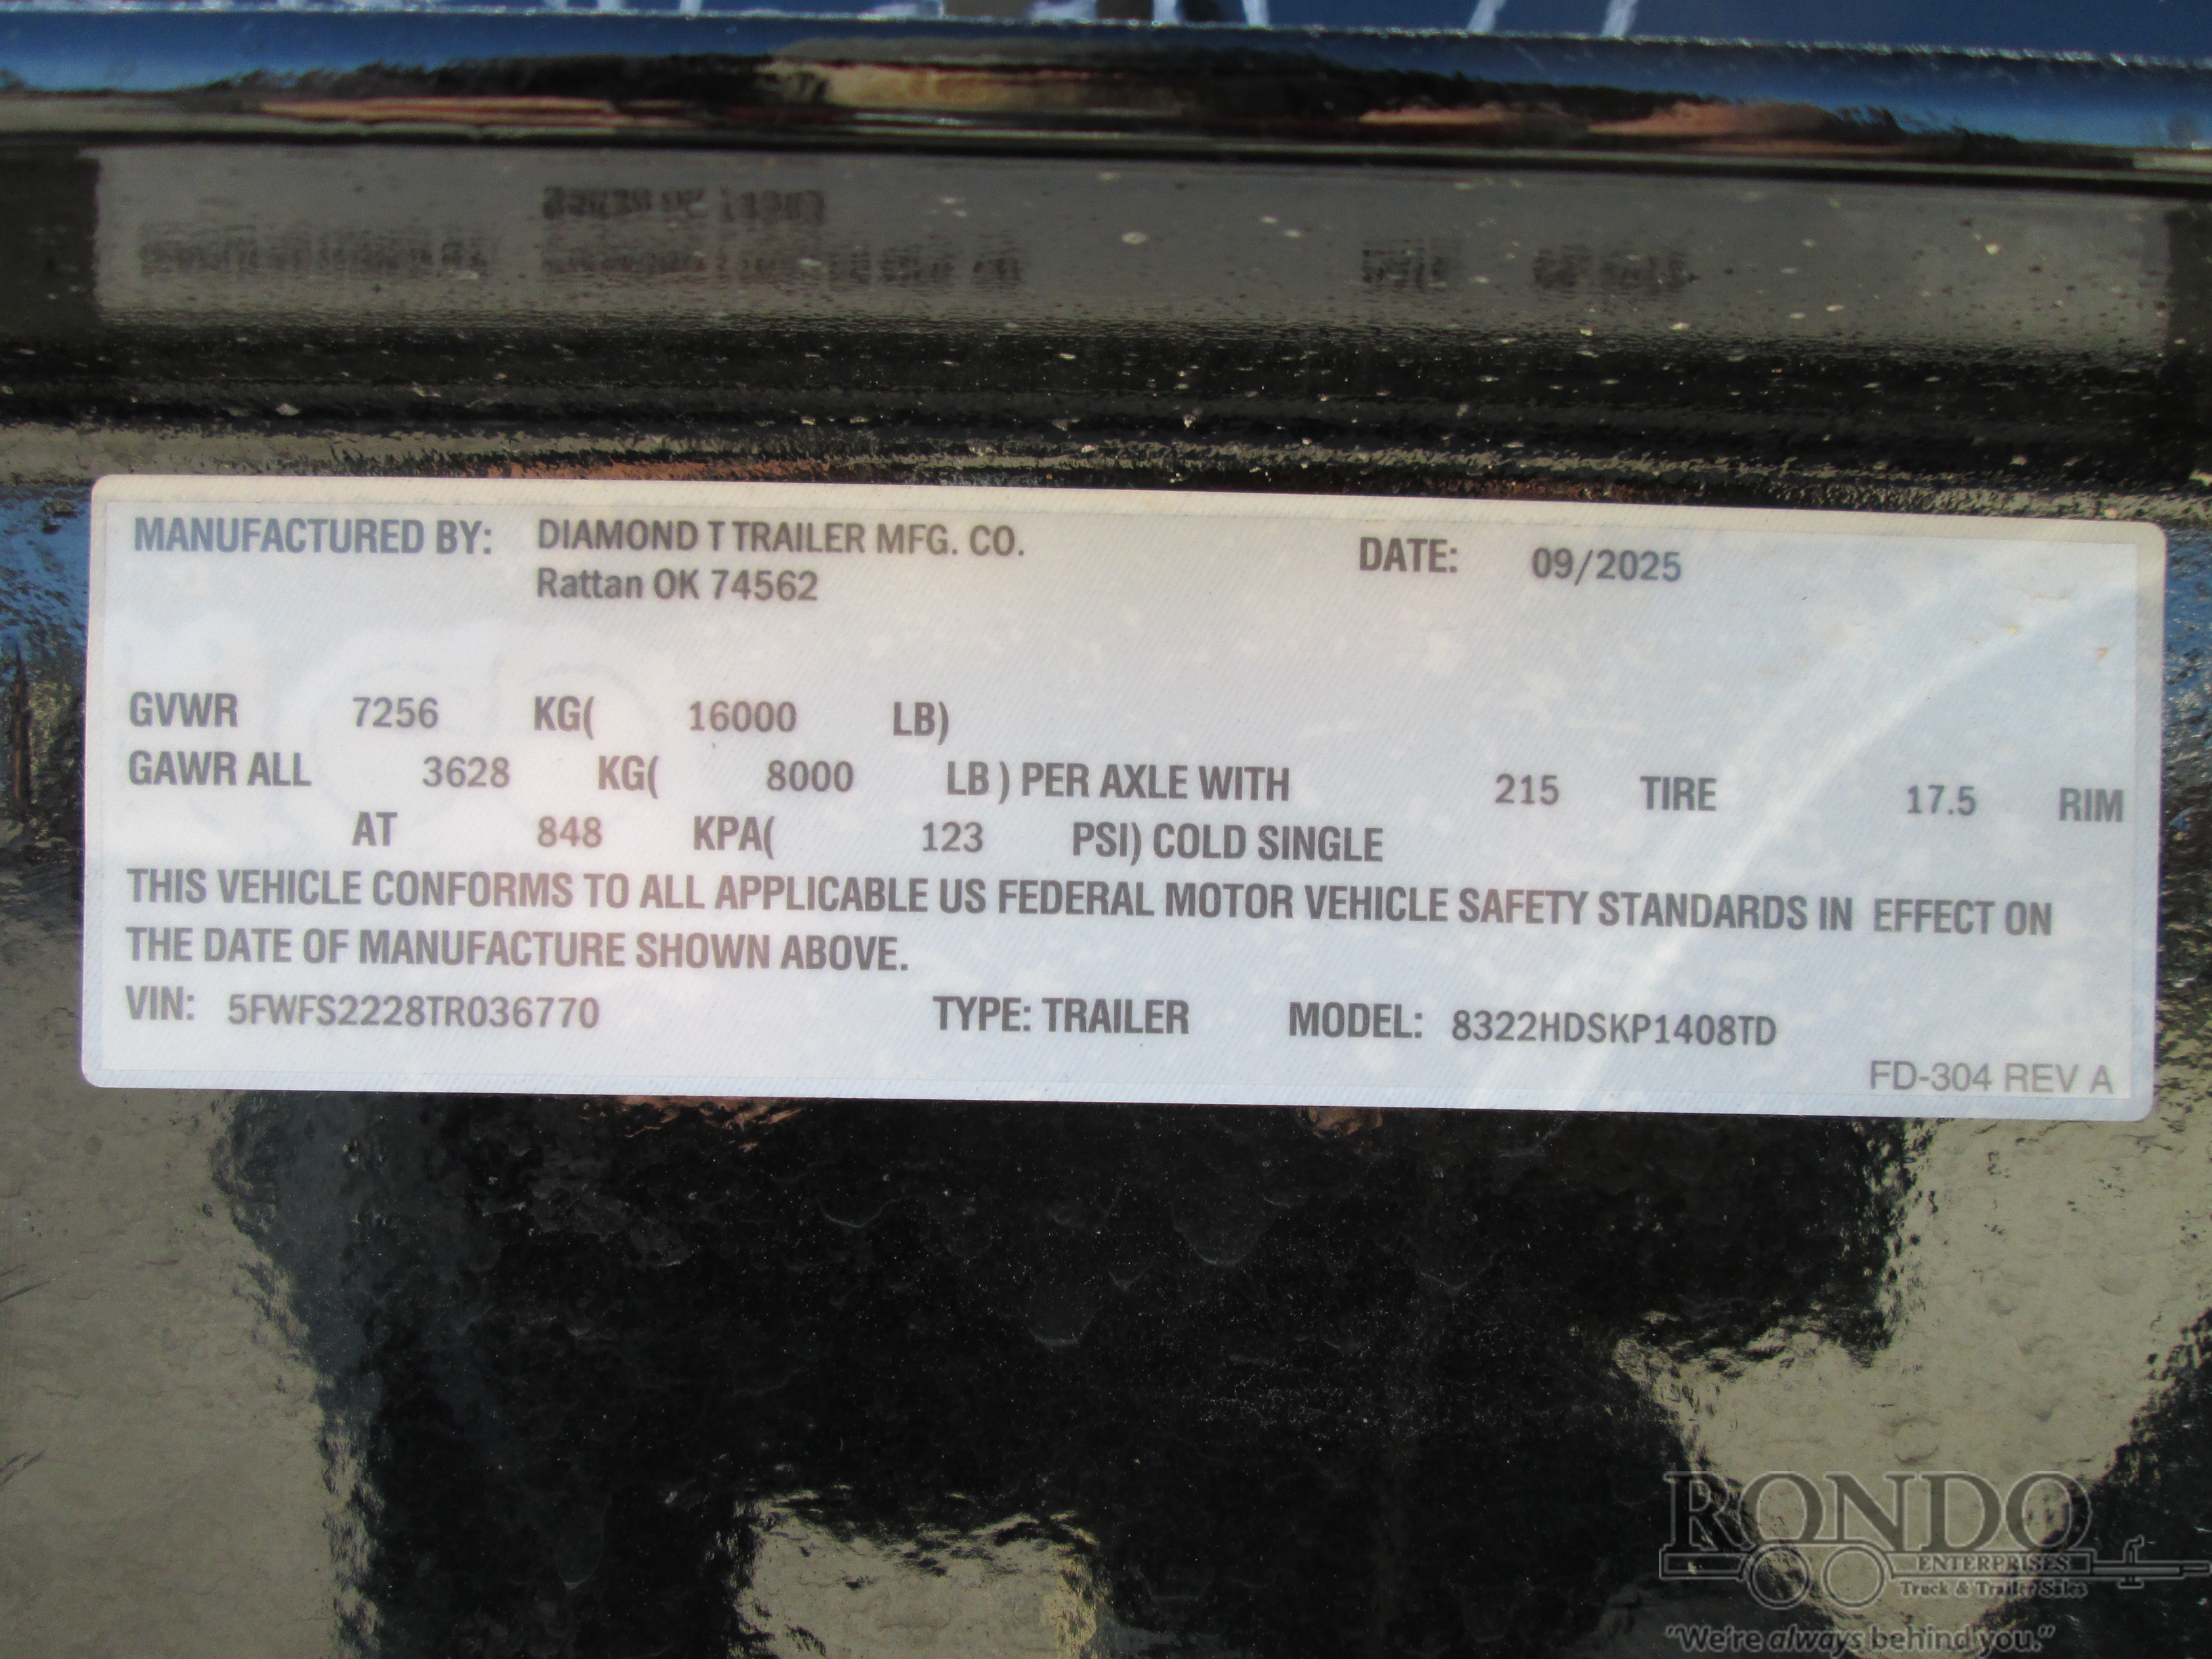 MANUFACTURED BY: DIAMOND T TRAILER MFG. CO. DATE: 09/2025
Rattan OK 74562
GVWR 7256 KG( 16000 LB)
GAWR ALL 3628 KG( 8000 LB ) PER AXLE WITH 215 TIRE 17.5 RIM
AT 848 KPA( 123 PSI) COLD SINGLE
THIS VEHICLE CONFORMS TO ALL APPLICABLE US FEDERAL MOTOR VEHICLE SAFETY STANDARDS IN EFFECT ON
THE DATE OF MANUFACTURE SHOWN ABOVE.
VIN: 5FWFS2228TR036770 TYPE: TRAILER MODEL: 8322HDSKP1408TD
FD-304 REV A
RONDO
ENTERPRISES
Truck & Trailer Sales
"We're always behind you."